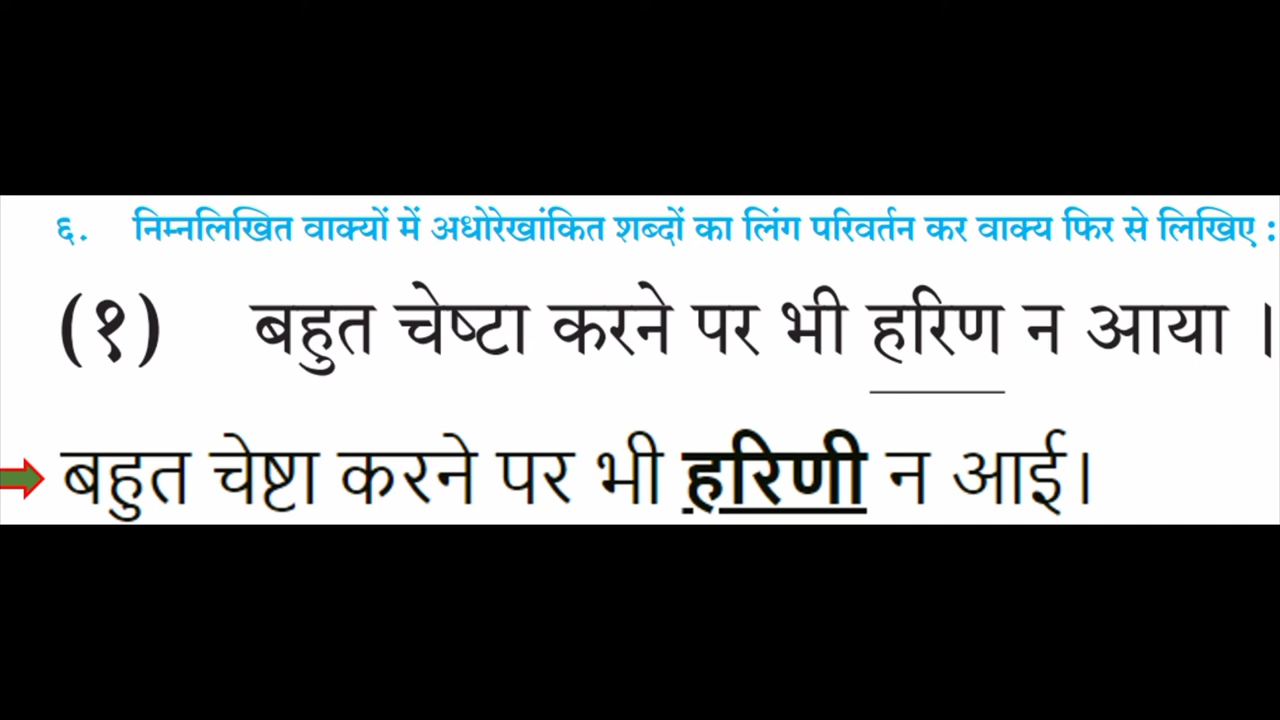 ६. निम्नलिखित वाक्यों में अधोरेखांकित शब्दों का लिंग परिवर्तन कर वाक्य फिर से लिखिए :
(१) बहुत चेष्टा करने पर भी हरिण न आया ।
बहुत चेष्टा करने पर भी हरिणी न आई।